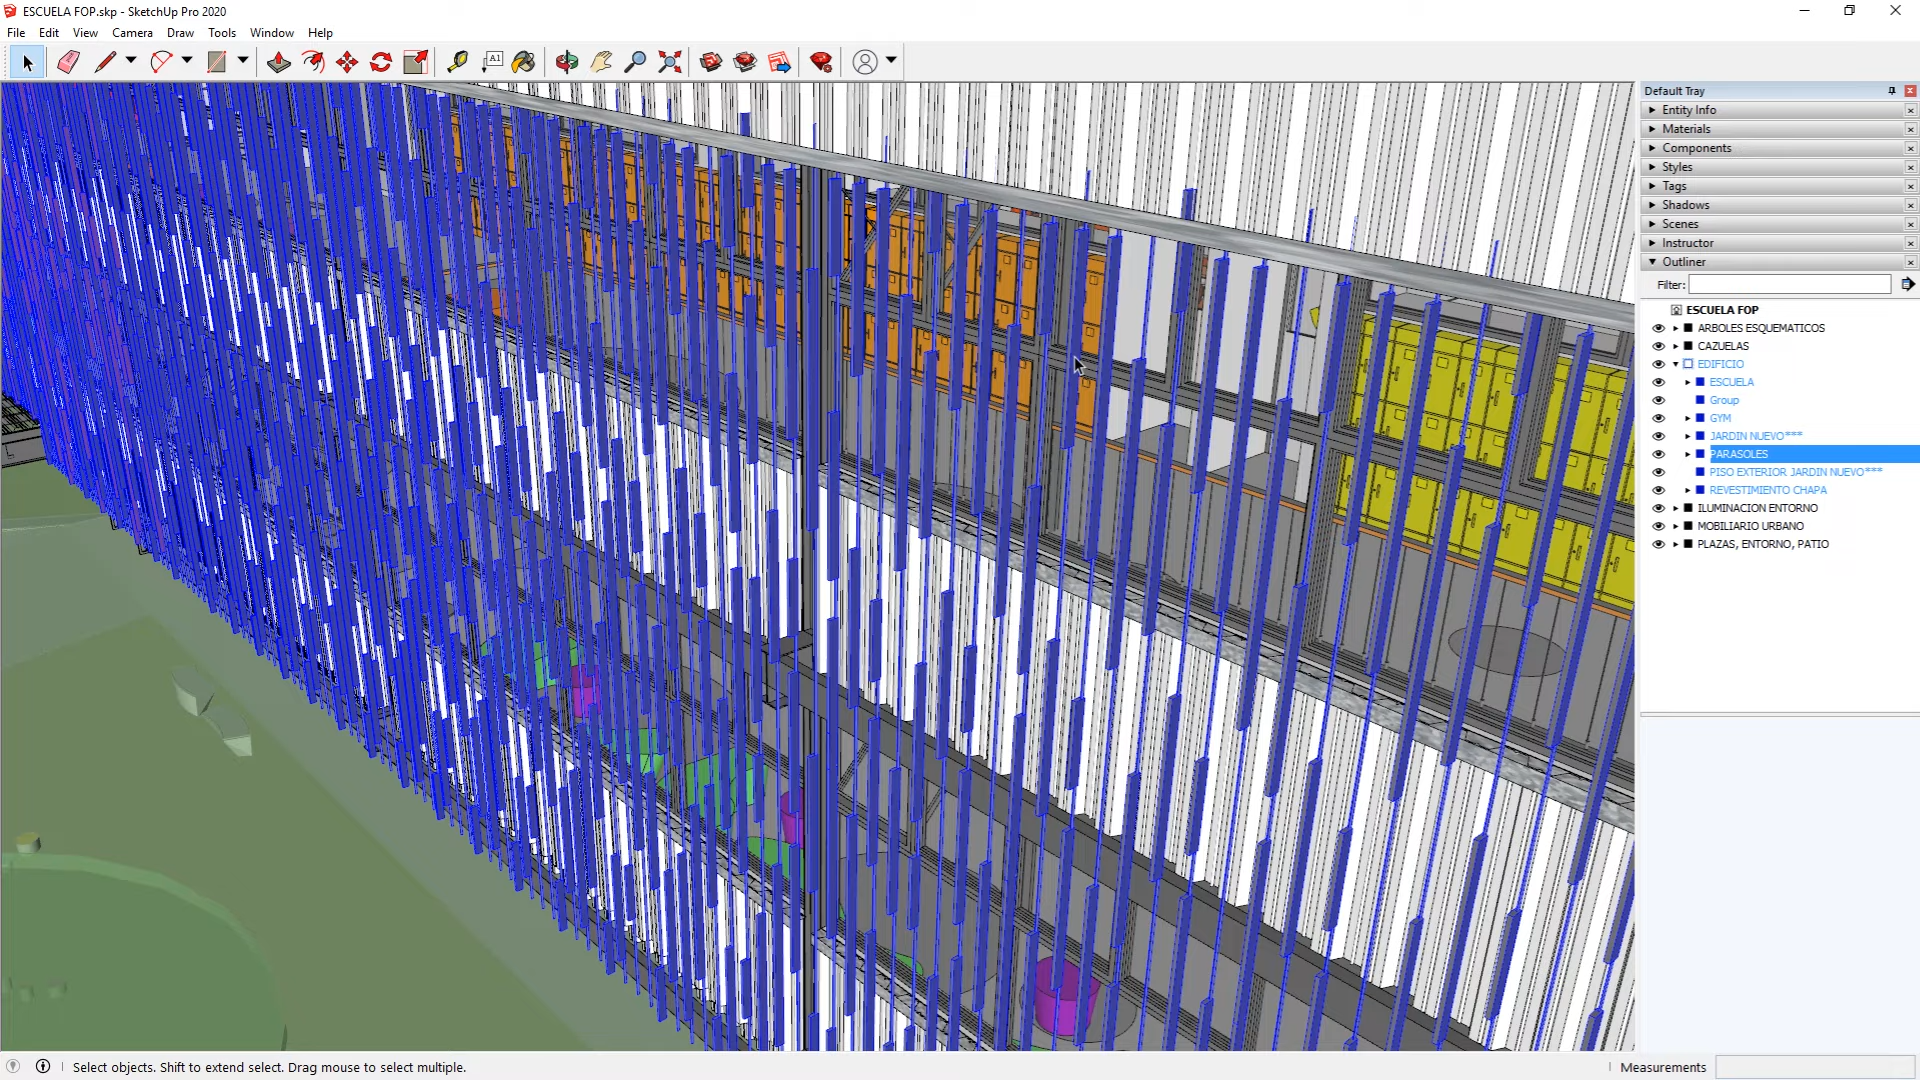 ESCUELA FOP.skp - SketchUp Pro 2020
File Edit View Camera Draw Tools Window Help
A1
Default Tray
Entity Info
Materials
Components
Styles
Tags
Shadows
Scenes
Instructor
Outliner
Filter:
ESCUELA FOP
ARBOLES ESQUEMATICOS
CAZUELAS
EDIFICIO
ESCUELA
Group
GYM
JARDIN NUEVO***
PARASOLES
PISO EXTERIOR JARDIN NUEVO***
REVESTIMIENTO CHAPA
ILUMINACION ENTORNO
MOBILIARIO URBANO
PLAZAS, ENTORNO, PATIO
Select objects. Shift to extend select. Drag mouse to select multiple.
Measurements